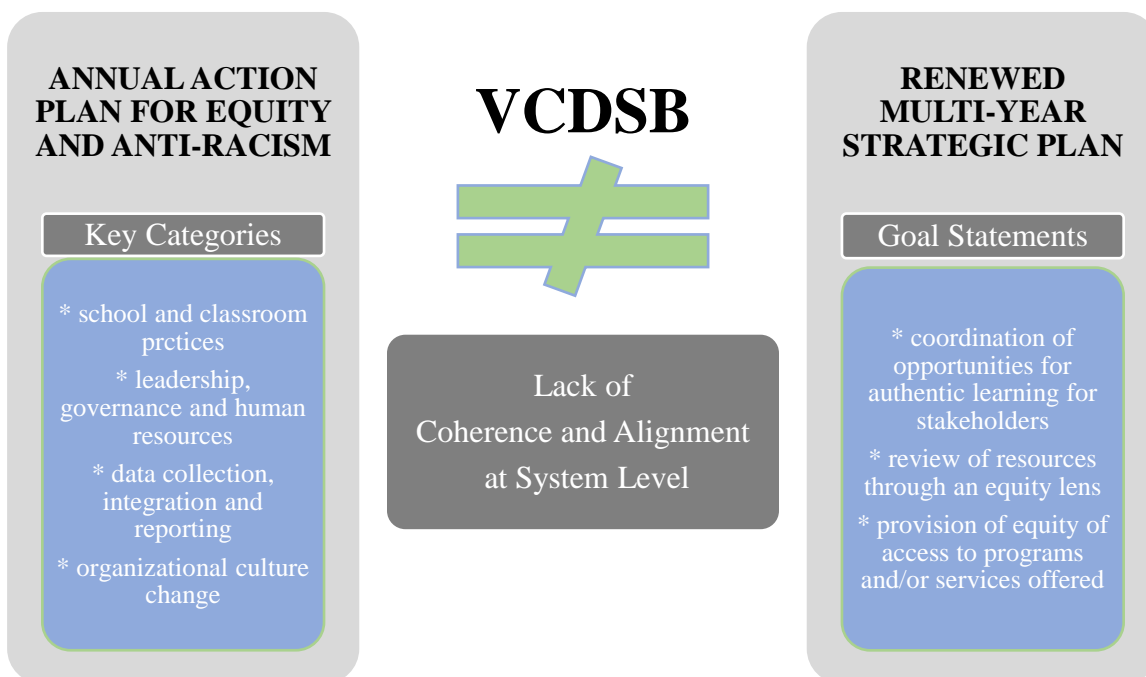 ANNUAL ACTION
PLAN FOR EQUITY
AND ANTI-RACISM
Key Categories
* school and classroom
prctices
* leadership,
governance and human
resources
* data collection,
integration and
reporting
* organizational culture
change
VCDSB
Lack of
Coherence and Alignment
at System Level
RENEWED
MULTI-YEAR
STRATEGIC PLAN
Goal Statements
* coordination of
opportunities for
authentic learning for
stakeholders
* review of resources
through an equity lens
* provision of equity of
access to programs
and/or services offered